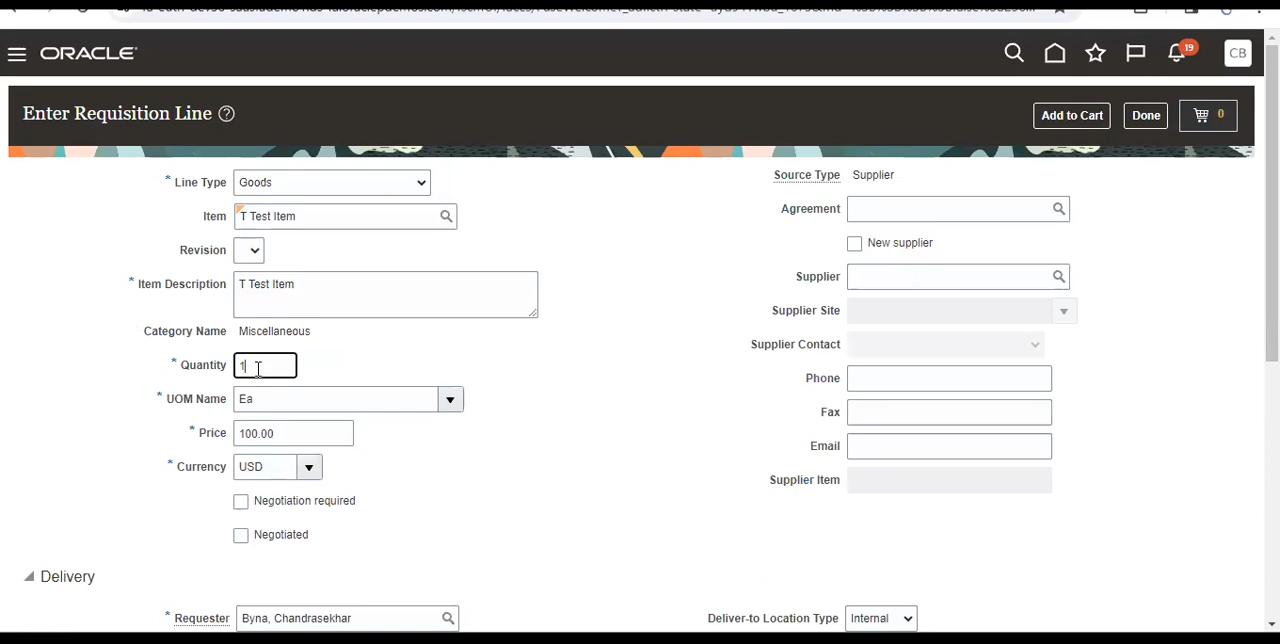 ORACLE
19
CB
Enter Requisition Line ?
Add to Cart
Done
0
* Line Type Goods
Item T Test Item
Revision
* Item Description T Test Item
Category Name Miscellaneous
* Quantity 1
* UOM Name Ea
* Price 100.00
* Currency USD
Negotiation required
Negotiated
Source Type Supplier
Agreement
New supplier
Supplier
Supplier Site
Supplier Contact
Phone
Fax
Email
Supplier Item
Delivery
* Requester Byna, Chandrasekhar
Deliver-to Location Type Internal